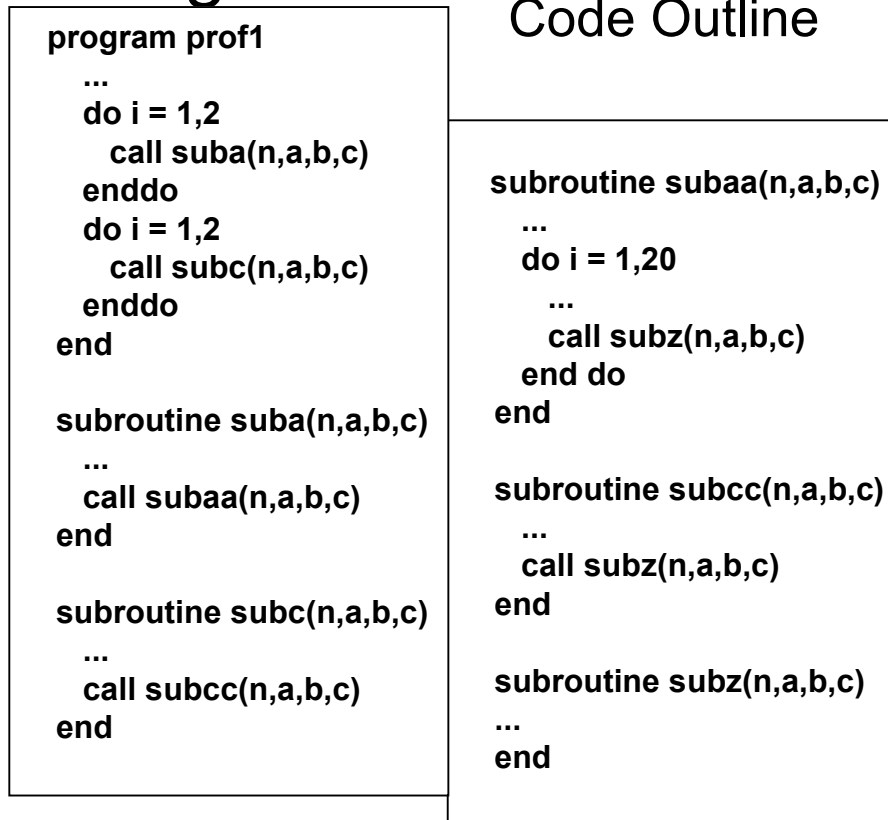 Code Outline
program prof1
...
do i = 1,2
call suba(n,a,b,c)
enddo
do i = 1,2
call subc(n,a,b,c)
enddo
end
subroutine suba(n,a,b,c)
...
call subaa(n,a,b,c)
end
subroutine subc(n,a,b,c)
...
call subcc(n,a,b,c)
end
subroutine subaa(n,a,b,c)
...
do i = 1,20
...
call subz(n,a,b,c)
end do
end
subroutine subcc(n,a,b,c)
...
call subz(n,a,b,c)
end
subroutine subz(n,a,b,c)
...
end